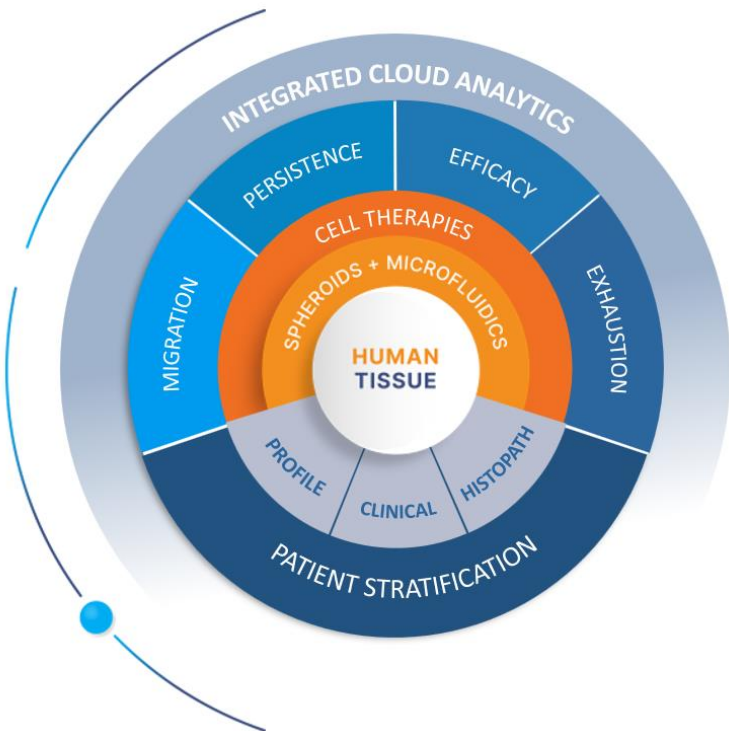 INTEGRATED CLOUD ANALYTICS
PERSISTENCE
EFFICACY
MIGRATION
EXHAUSTION
CELL THERAPIES
SPHEROIDS + MICROFLUIDICS
HUMAN
TISSUE
PROFILE
CLINICAL
HISTOPATH
PATIENT STRATIFICATION